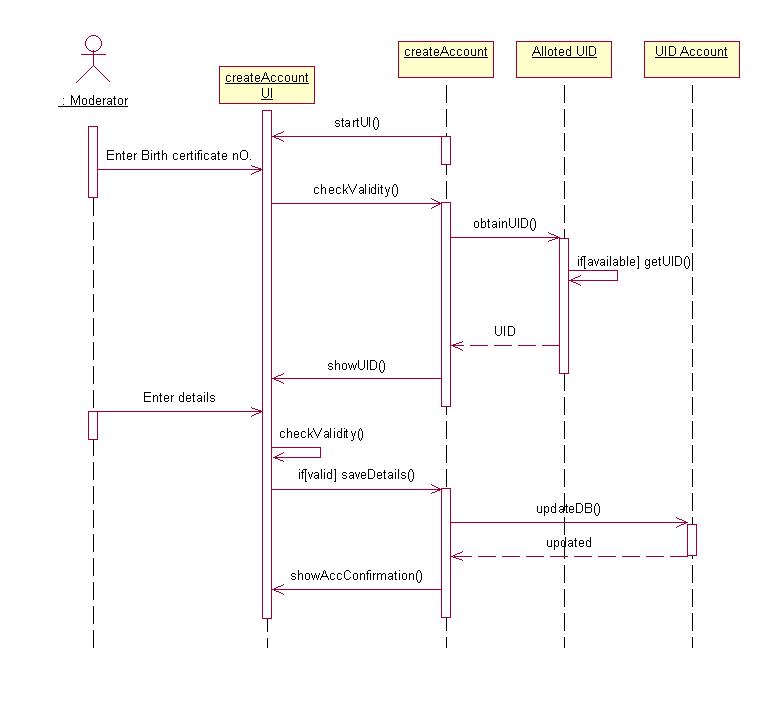 : Moderator
createAccount
UI
createAccount
Alloted UID
UID Account
startUI()
Enter Birth certificate nO.
checkValidity()
obtainUID()
if[available] getUID()
UID
showUID()
Enter details
checkValidity()
if[valid] saveDetails()
updateDB()
updated
showAccConfirmation()